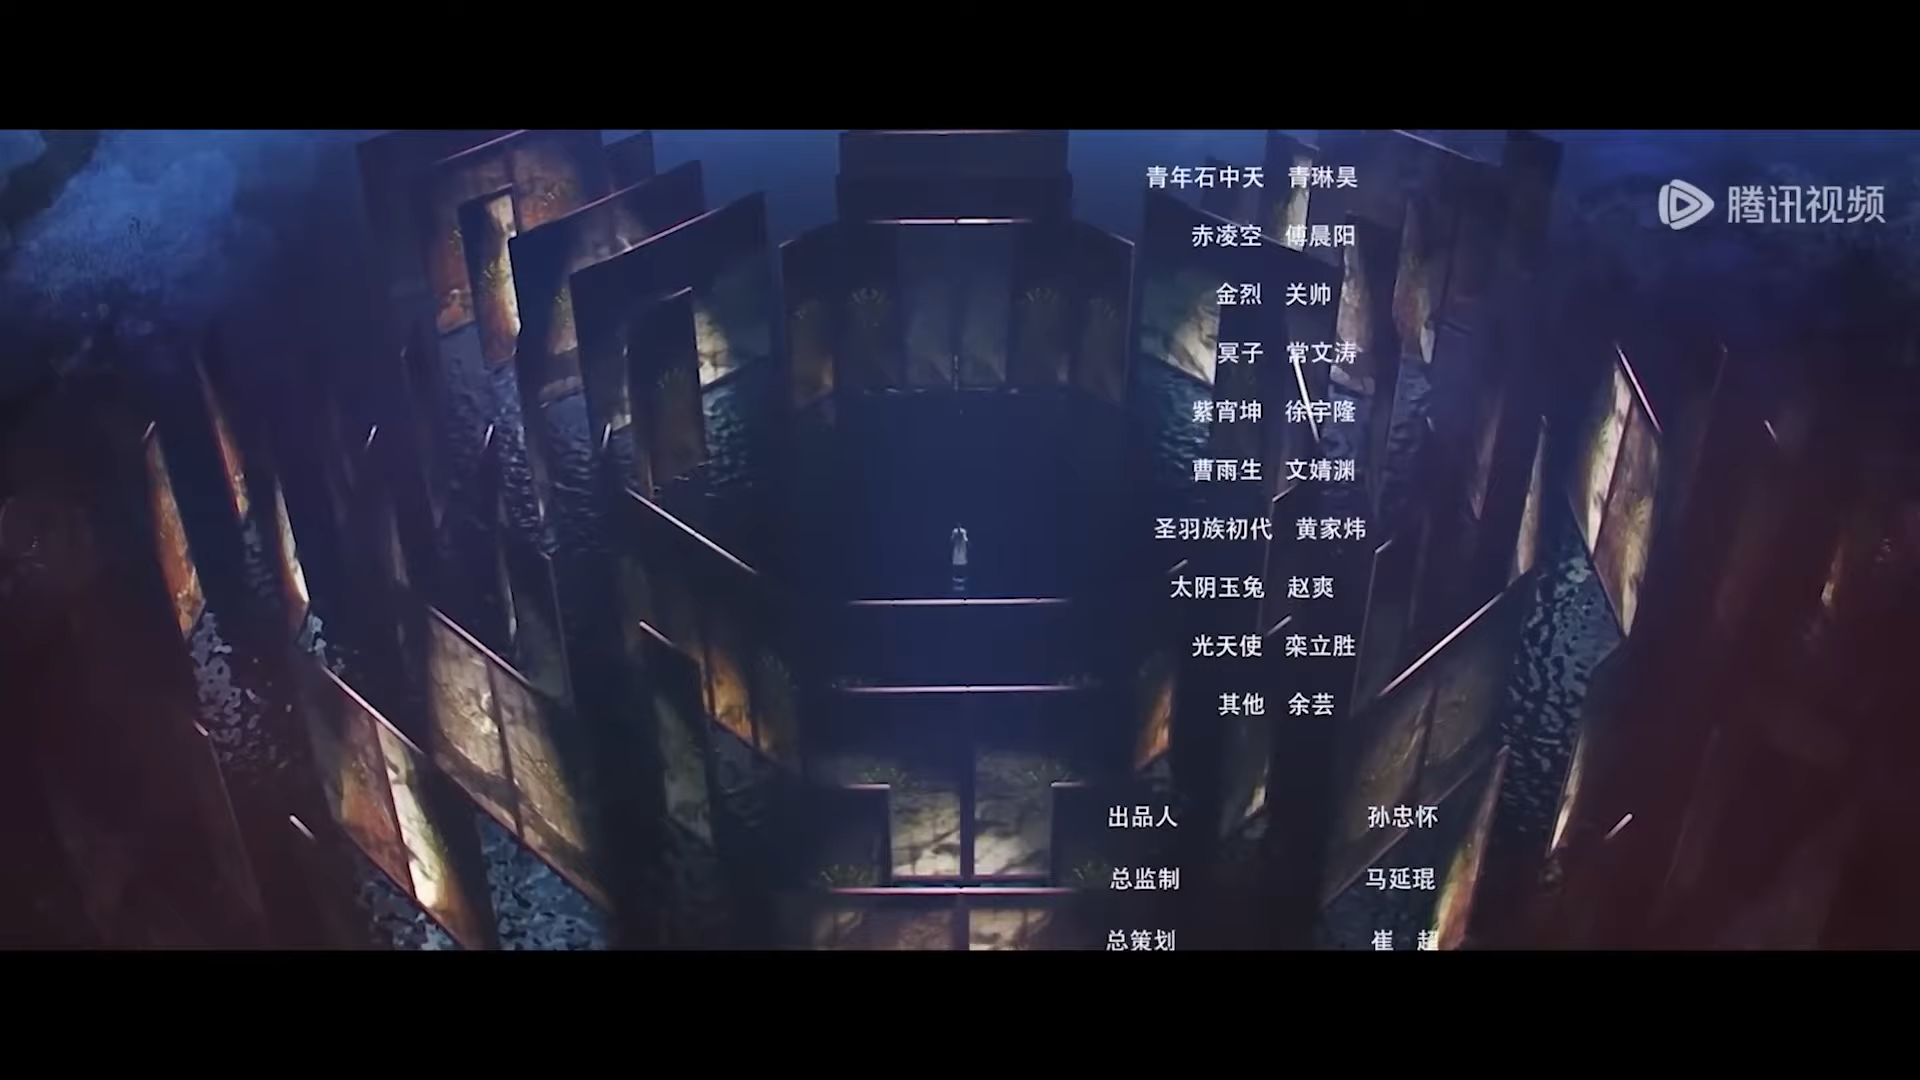 腾讯视频
青年石中天 青琳昊
赤凌空 傅晨阳
金烈 关帅
冥子 常文涛
紫宵坤 徐宇隆
曹雨生 文婧渊
圣羽族初代 黄家炜
太阴玉兔 赵爽
光天使 栾立胜
其他 余芸
出品人 孙忠怀
总监制 马延琨
总策划 崔 超